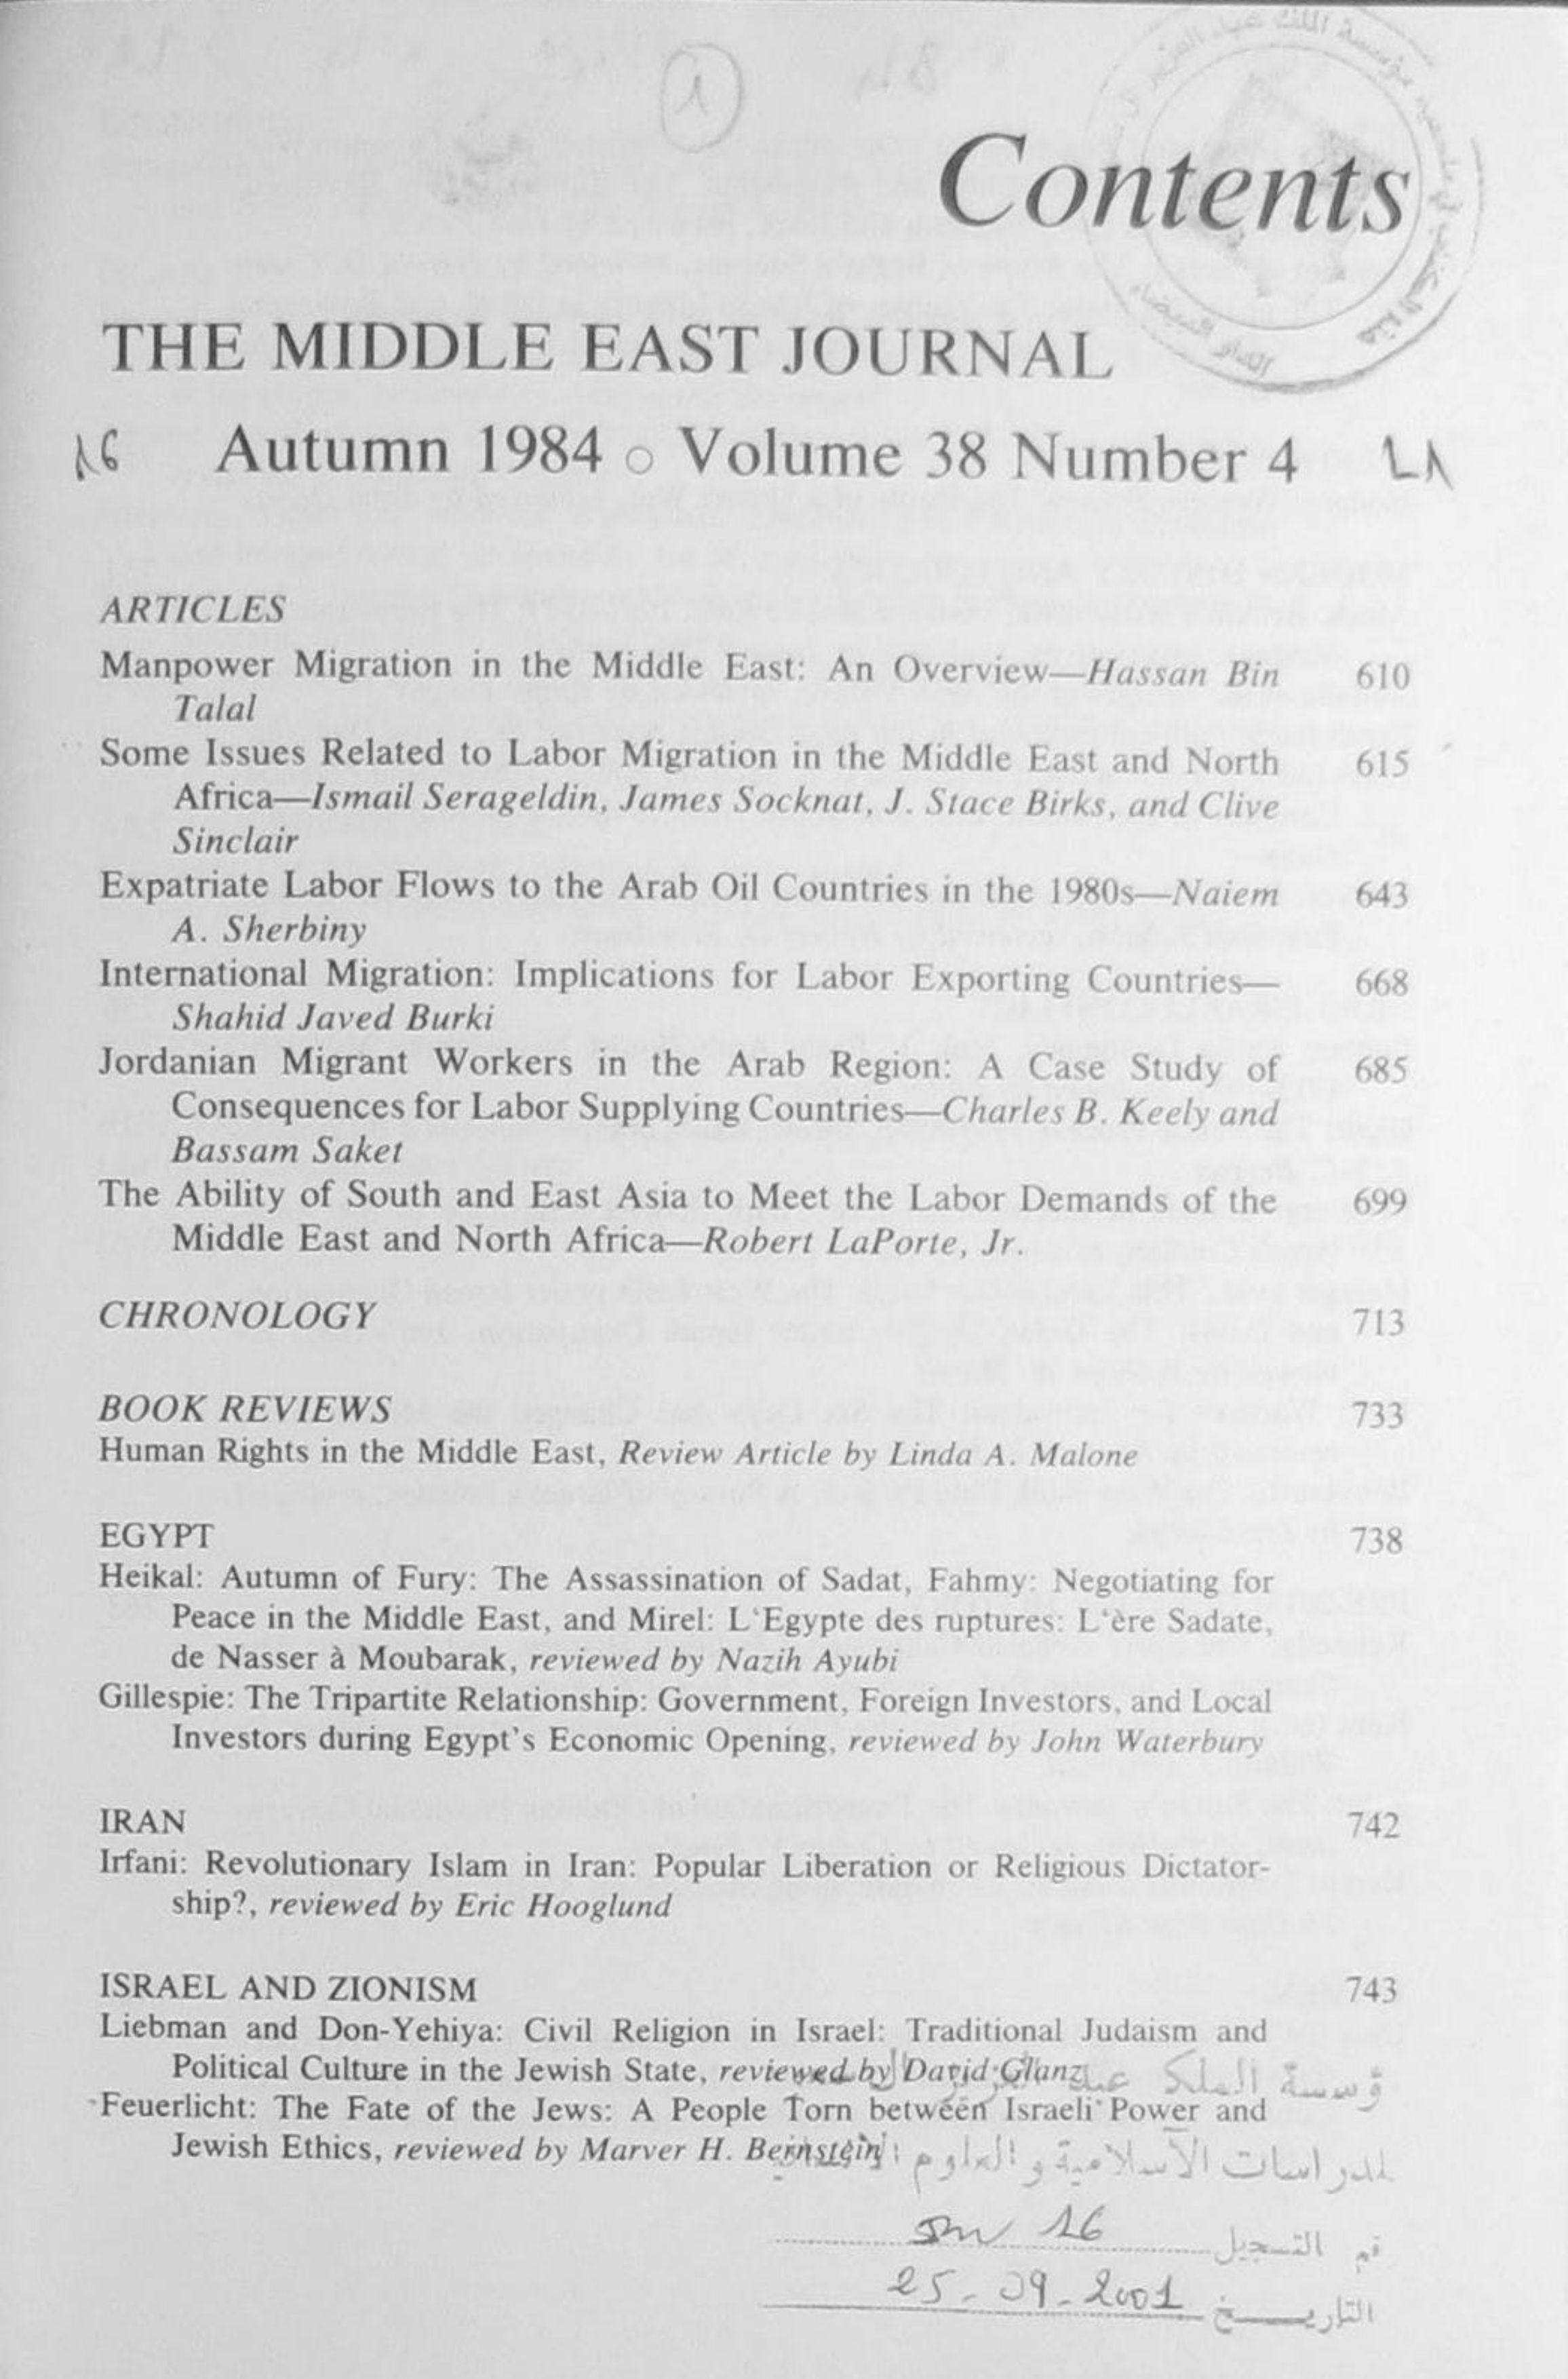 1
Contents
THE MIDDLE EAST JOURNAL
16 Autumn 1984 ○ Volume 38 Number 4
ARTICLES
Manpower Migration in the Middle East: An Overview—Hassan Bin 610
Talal
Some Issues Related to Labor Migration in the Middle East and North 615
Africa—Ismail Serageldin, James Socknat, J. Stace Birks, and Clive
Sinclair
Expatriate Labor Flows to the Arab Oil Countries in the 1980s—Naiem 643
A. Sherbiny
International Migration: Implications for Labor Exporting Countries— 668
Shahid Javed Burki
Jordanian Migrant Workers in the Arab Region: A Case Study of 685
Consequences for Labor Supplying Countries—Charles B. Keely and
Bassam Saket
The Ability of South and East Asia to Meet the Labor Demands of the 699
Middle East and North Africa—Robert LaPorte, Jr.
CHRONOLOGY 713
BOOK REVIEWS 733
Human Rights in the Middle East, Review Article by Linda A. Malone
EGYPT 738
Heikal: Autumn of Fury: The Assassination of Sadat, Fahmy: Negotiating for
Peace in the Middle East, and Mirel: L'Egypte des ruptures: L'ère Sadate,
de Nasser à Moubarak, reviewed by Nazih Ayubi
Gillespie: The Tripartite Relationship: Government, Foreign Investors, and Local
Investors during Egypt's Economic Opening, reviewed by John Waterbury
IRAN 742
Irfani: Revolutionary Islam in Iran: Popular Liberation or Religious Dictator-
ship?, reviewed by Eric Hooglund
ISRAEL AND ZIONISM 743
Liebman and Don-Yehiya: Civil Religion in Israel: Traditional Judaism and
Political Culture in the Jewish State, reviewed by David Glanz
ؤسسة الملك عبد العزيز
Feuerlicht: The Fate of the Jews: A People Torn between Israeli Power and
Jewish Ethics, reviewed by Marver H. Bernstein
للدراسات الأسلامية و العلوم
قم التسجيل 16
التاريخ 25-09-2001